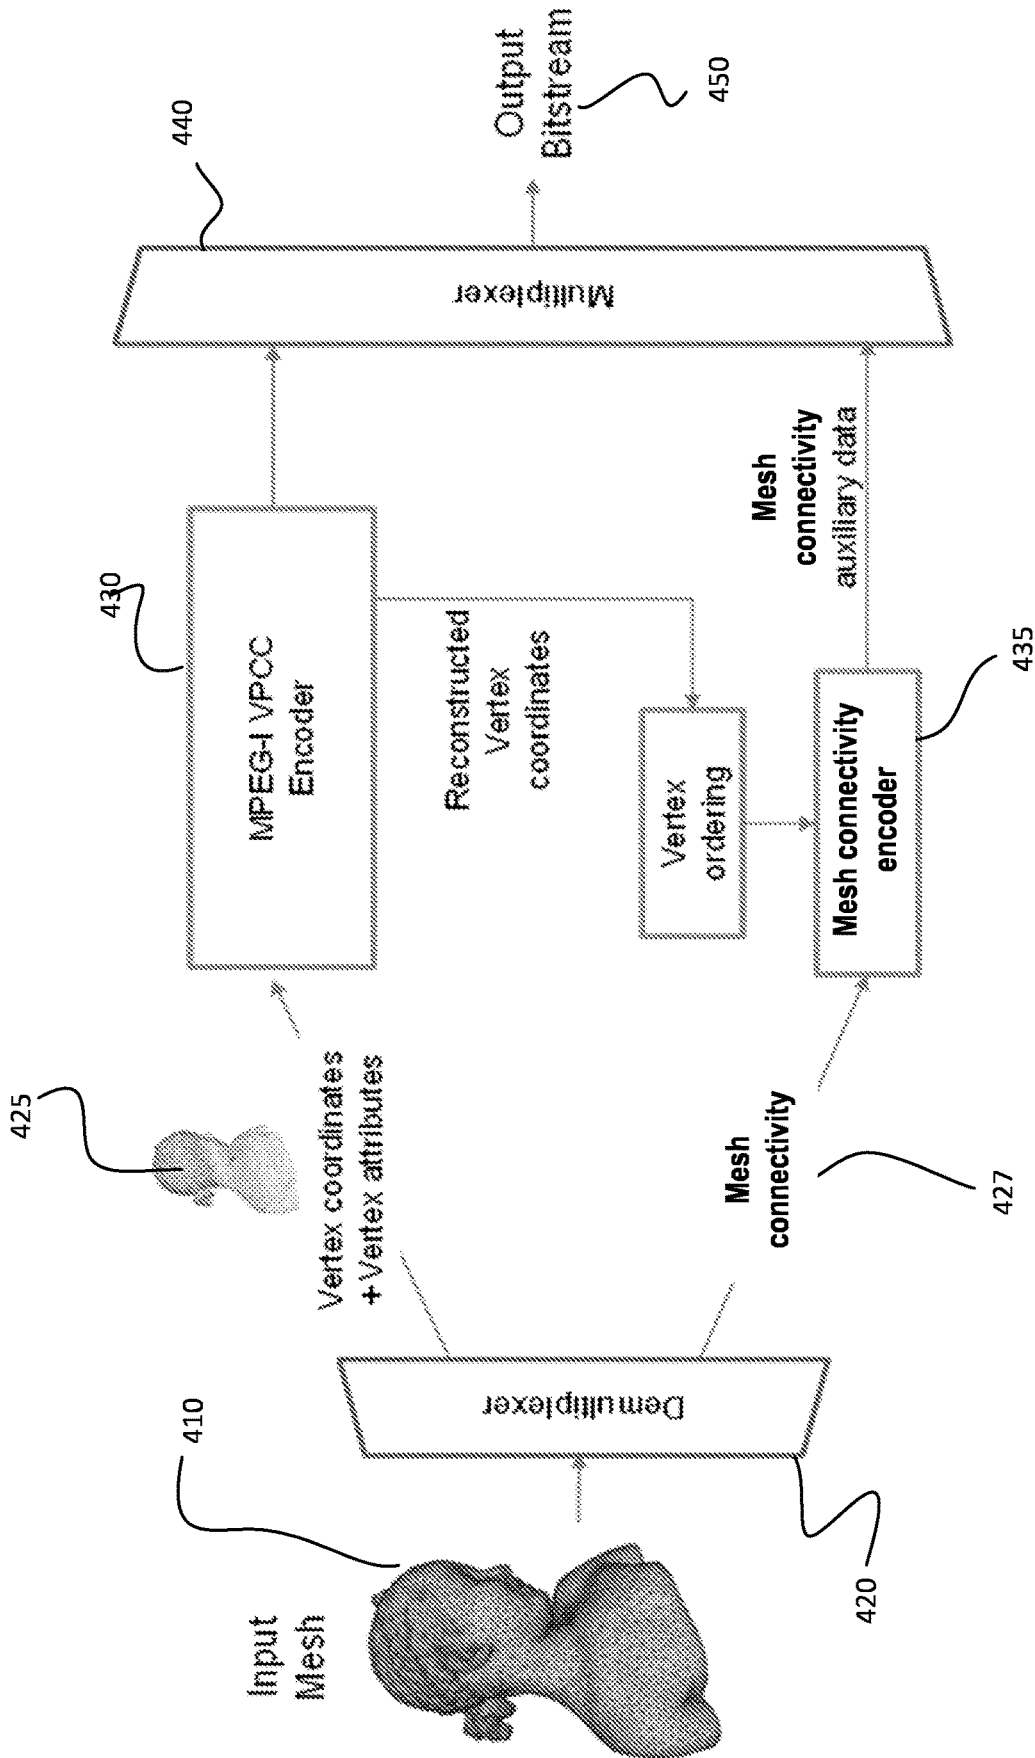 Input
Mesh
410
Demultiplexer
420
425
Vertex coordinates
+ Vertex attributes
Mesh
connectivity
427
430
MPEG-I VPCC
Encoder
Reconstructed
Vertex
coordinates
Vertex
ordering
Mesh connectivity
encoder
435
Mesh
connectivity
auxiliary data
440
Multiplexer
Output
Bitstream
450